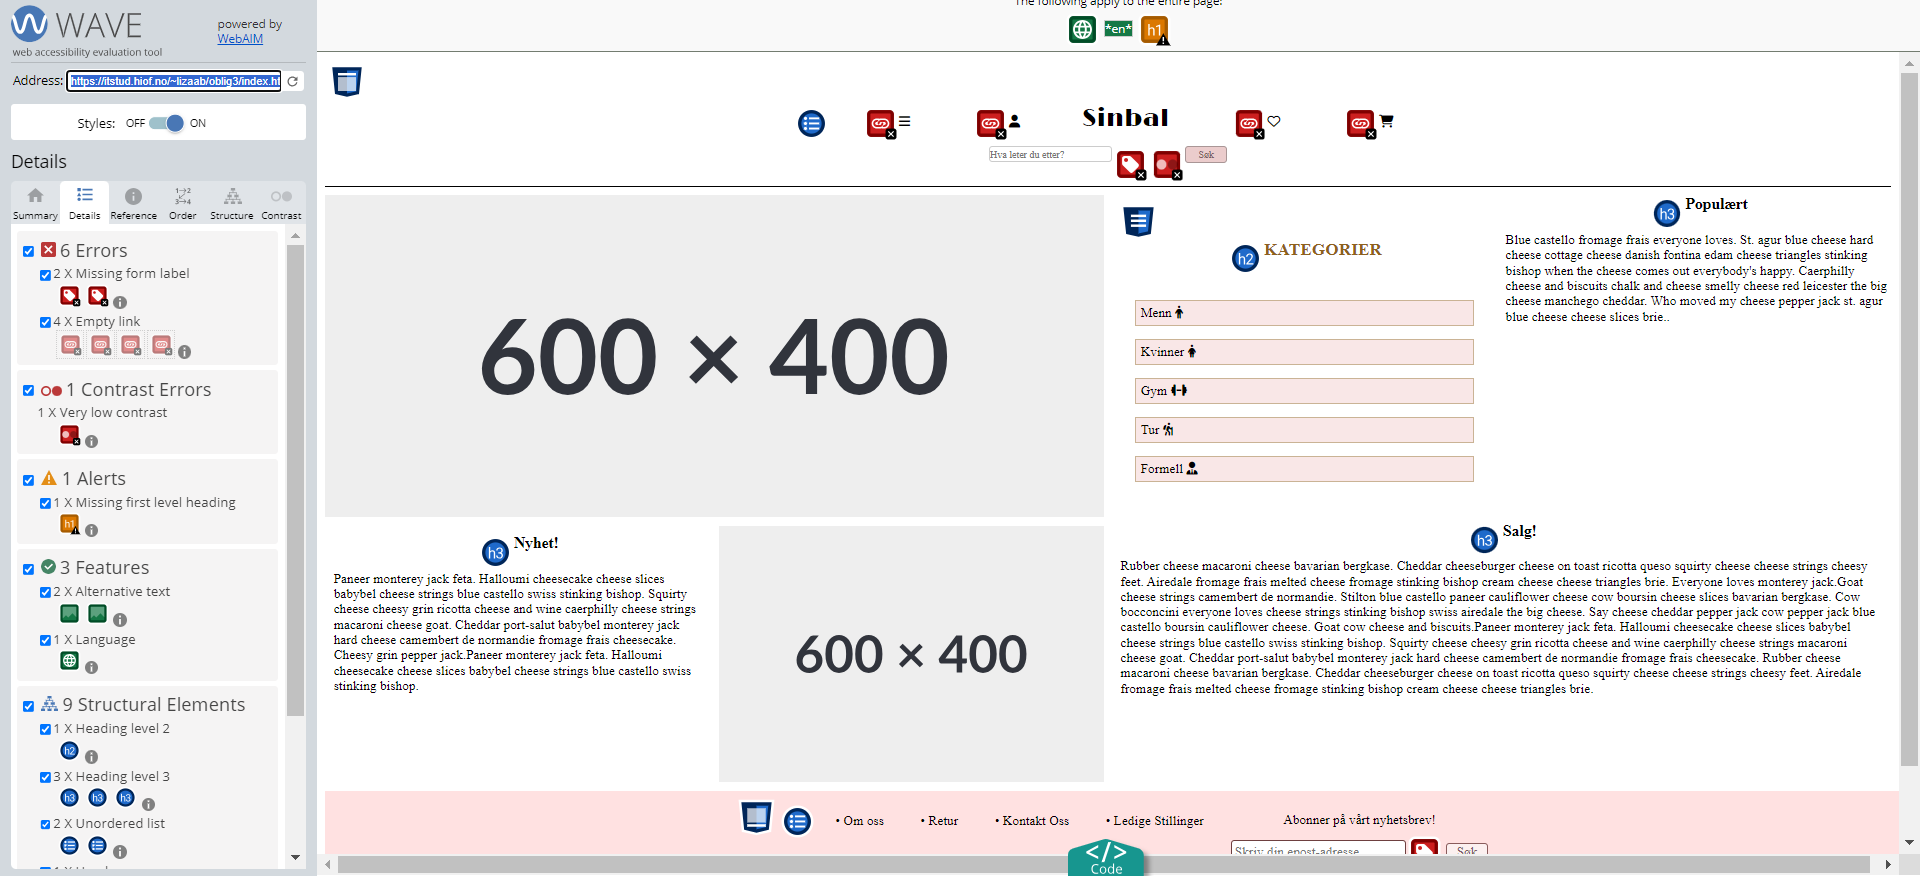 WAVE
web accessibility evaluation tool
powered by
WebAIM
Address: https://itstud.hiof.no/~lizaab/oblig3/index.ht
Styles: OFF ON
Details
Summary Details Reference Order Structure Contrast
6 Errors
2 X Missing form label
4 X Empty link
1 Contrast Errors
1 X Very low contrast
1 Alerts
1 X Missing first level heading
h1
3 Features
2 X Alternative text
1 X Language
9 Structural Elements
1 X Heading level 2
h2
3 X Heading level 3
h3 h3 h3
2 X Unordered list
The following apply to the entire page:
*en* h1
Sinbal
Hva leter du etter? Søk
600 × 400
h2 KATEGORIER
Menn
Kvinner
Gym
Tur
Formell
h3 Populært
Blue castello fromage frais everyone loves. St. agur blue cheese hard
cheese cottage cheese danish fontina edam cheese triangles stinking
bishop when the cheese comes out everybody's happy. Caerphilly
cheese and biscuits chalk and cheese smelly cheese red leicester the big
cheese manchego cheddar. Who moved my cheese pepper jack st. agur
blue cheese cheese slices brie..
h3 Nyhet!
Paneer monterey jack feta. Halloumi cheesecake cheese slices
babybel cheese strings blue castello swiss stinking bishop. Squirty
cheese cheesy grin ricotta cheese and wine caerphilly cheese strings
macaroni cheese goat. Cheddar port-salut babybel monterey jack
hard cheese camembert de normandie fromage frais cheesecake.
Cheesy grin pepper jack.Paneer monterey jack feta. Halloumi
cheesecake cheese slices babybel cheese strings blue castello swiss
stinking bishop.
600 × 400
h3 Salg!
Rubber cheese macaroni cheese bavarian bergkase. Cheddar cheeseburger cheese on toast ricotta queso squirty cheese cheese strings cheesy
feet. Airedale fromage frais melted cheese fromage stinking bishop cream cheese cheese triangles brie. Everyone loves monterey jack.Goat
cheese strings camembert de normandie. Stilton blue castello paneer cauliflower cheese cow boursin cheese slices bavarian bergkase. Cow
bocconcini everyone loves cheese strings stinking bishop swiss airedale the big cheese. Say cheese cheddar pepper jack cow pepper jack blue
castello boursin cauliflower cheese. Goat cow cheese and biscuits.Paneer monterey jack feta. Halloumi cheesecake cheese slices babybel
cheese strings blue castello swiss stinking bishop. Squirty cheese cheesy grin ricotta cheese and wine caerphilly cheese strings macaroni
cheese goat. Cheddar port-salut babybel monterey jack hard cheese camembert de normandie fromage frais cheesecake. Rubber cheese
macaroni cheese bavarian bergkase. Cheddar cheeseburger cheese on toast ricotta queso squirty cheese cheese strings cheesy feet. Airedale
fromage frais melted cheese fromage stinking bishop cream cheese cheese triangles brie.
• Om oss • Retur • Kontakt Oss • Ledige Stillinger
Abonner på vårt nyhetsbrev!
Skriv din epost-adresse Søk
</> Code